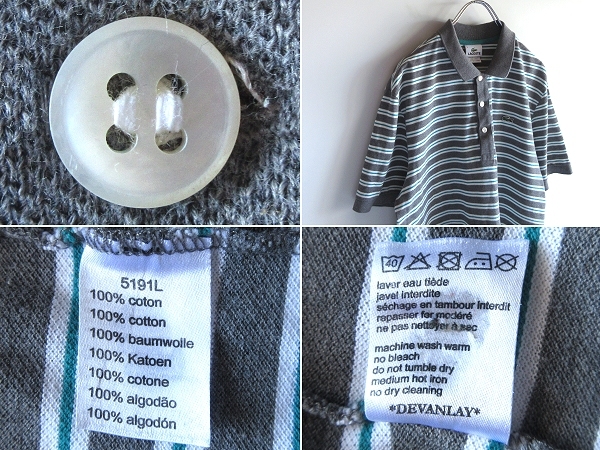 LACOSTE
5191L
100% coton
100% cotton
100% baumwolle
100% Katoen
100% cotone
100% algodão
100% algodón
laver eau tiède
javel interdite
séchage en tambour interdit
repasser fer modéré
ne pas nettoyer à sec
machine wash warm
no bleach
do not tumble dry
medium hot iron
no dry cleaning
*DEVANLAY*